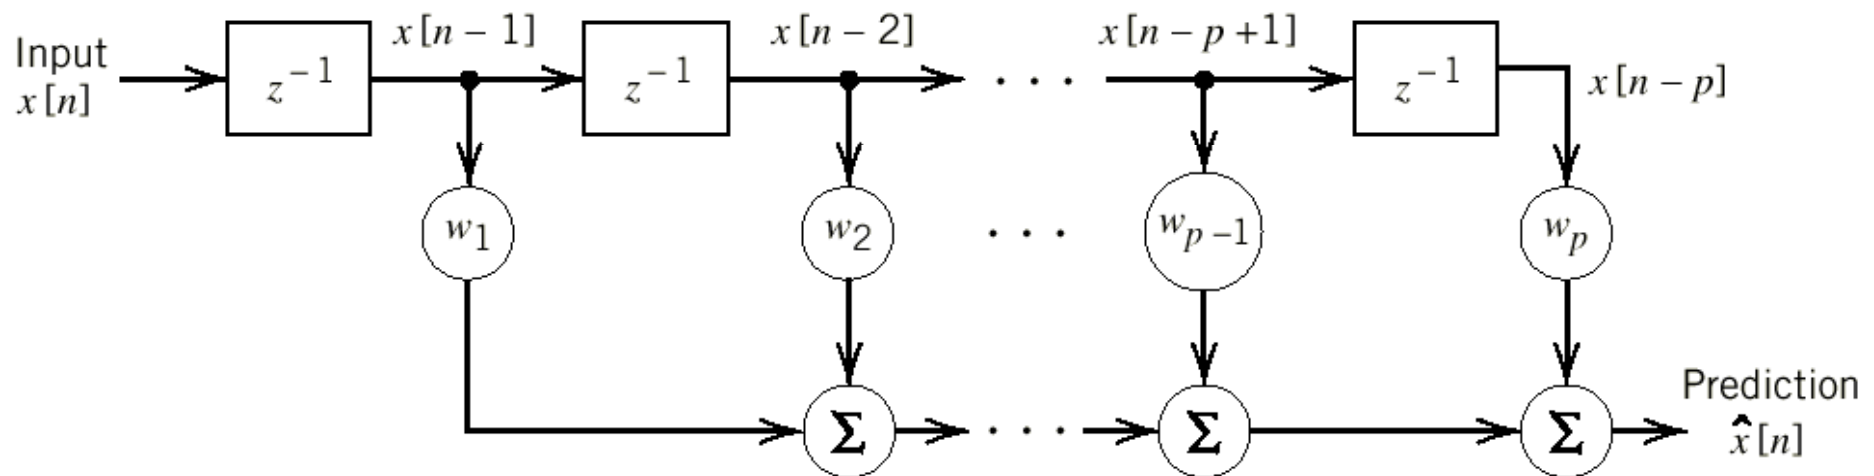 Input
x[n]
z⁻¹
x[n – 1]
z⁻¹
x[n – 2]
. . .
x[n – p +1]
z⁻¹
x[n – p]
w₁
w₂
. . .
wₚ₋₁
wₚ
Σ
. . .
Σ
Σ
Prediction
x̂[n]